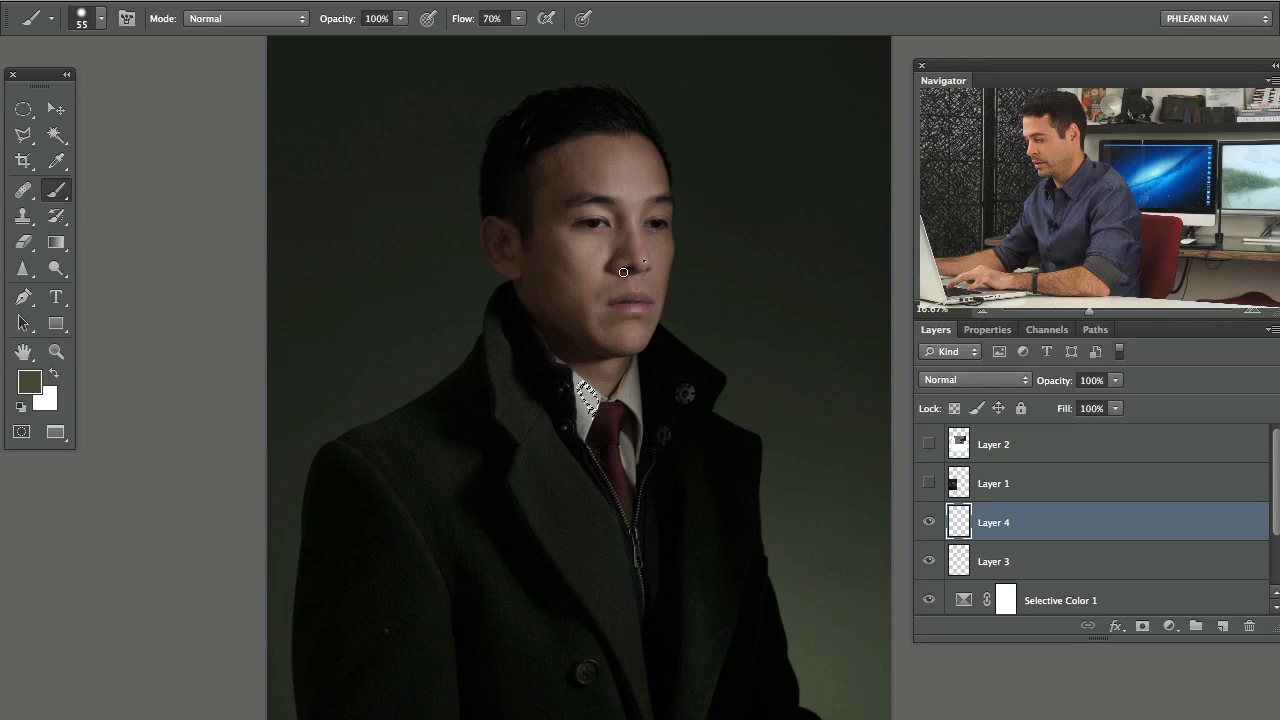 55
Mode: Normal
Opacity: 100%
Flow: 70%
PHLEARN NAV
Navigator
16.67%
Layers Properties Channels Paths
Kind
Normal
Opacity: 100%
Lock:
Fill: 100%
Layer 2
Layer 1
Layer 4
Layer 3
Selective Color 1
fx